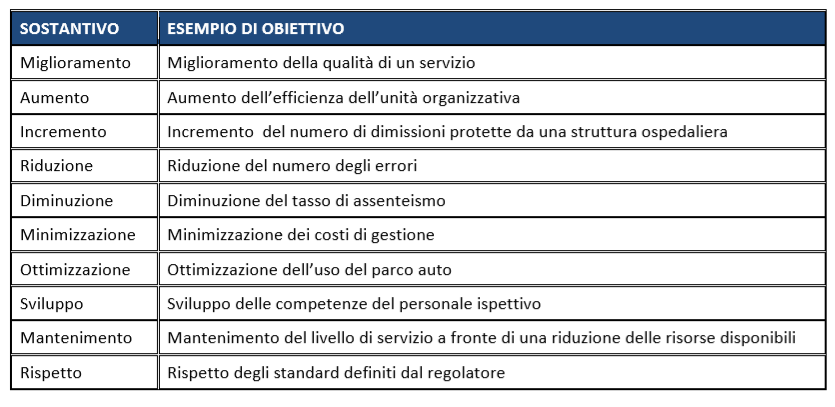 SOSTANTIVO ESEMPIO DI OBIETTIVO
Miglioramento Miglioramento della qualità di un servizio
Aumento Aumento dell’efficienza dell’unità organizzativa
Incremento Incremento  del numero di dimissioni protette da una struttura ospedaliera
Riduzione Riduzione del numero degli errori
Diminuzione Diminuzione del tasso di assenteismo
Minimizzazione Minimizzazione dei costi di gestione
Ottimizzazione Ottimizzazione dell’uso del parco auto
Sviluppo Sviluppo delle competenze del personale ispettivo
Mantenimento Mantenimento del livello di servizio a fronte di una riduzione delle risorse disponibili
Rispetto Rispetto degli standard definiti dal regolatore